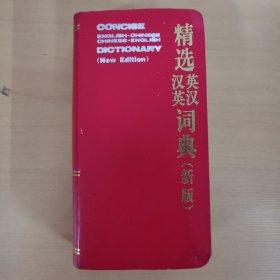 CONCISE
ENGLISH-CHINESE
CHINESE-ENGLISH
DICTIONARY
(New Edition)
精选英汉汉英词典(新版)